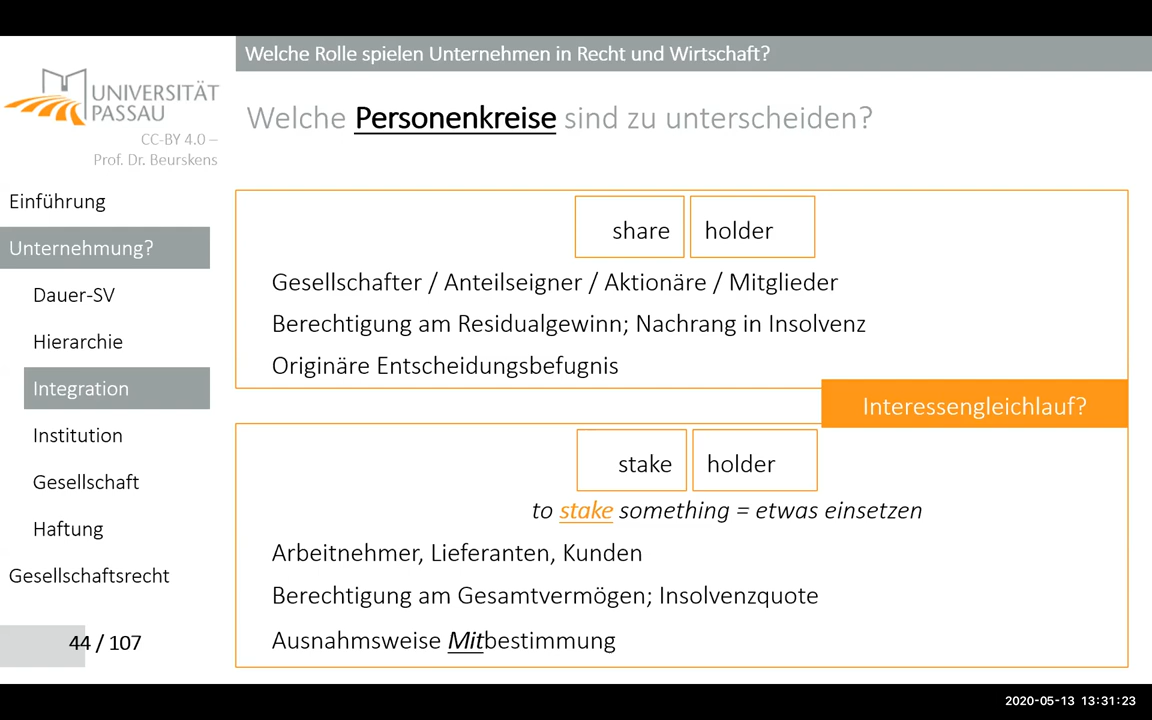 Welche Rolle spielen Unternehmen in Recht und Wirtschaft?
UNIVERSITÄT
PASSAU
CC-BY 4.0 –
Prof. Dr. Beurskens
Welche Personenkreise sind zu unterscheiden?
Einführung
Unternehmung?
Dauer-SV
Hierarchie
Integration
Institution
Gesellschaft
Haftung
Gesellschaftsrecht
44 / 107
share holder
Gesellschafter / Anteilseigner / Aktionäre / Mitglieder
Berechtigung am Residualgewinn; Nachrang in Insolvenz
Originäre Entscheidungsbefugnis
Interessengleichlauf?
stake holder
to stake something = etwas einsetzen
Arbeitnehmer, Lieferanten, Kunden
Berechtigung am Gesamtvermögen; Insolvenzquote
Ausnahmsweise Mitbestimmung
2020-05-13 13:31:23